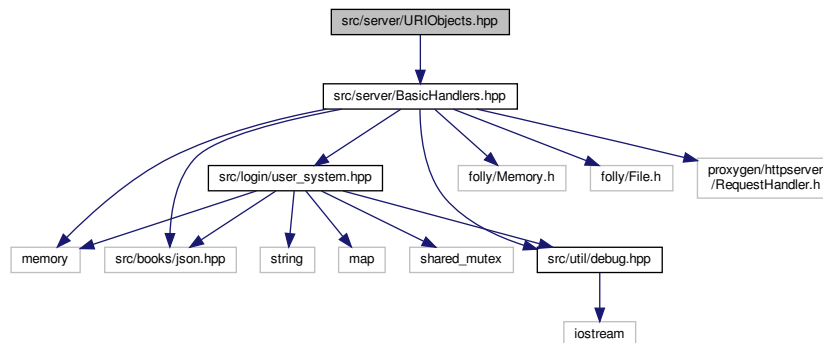 src/server/URIObjects.hpp
src/server/BasicHandlers.hpp
src/login/user_system.hpp
folly/Memory.h
folly/File.h
proxygen/httpserver
/RequestHandler.h
memory
src/books/json.hpp
string
map
shared_mutex
src/util/debug.hpp
iostream